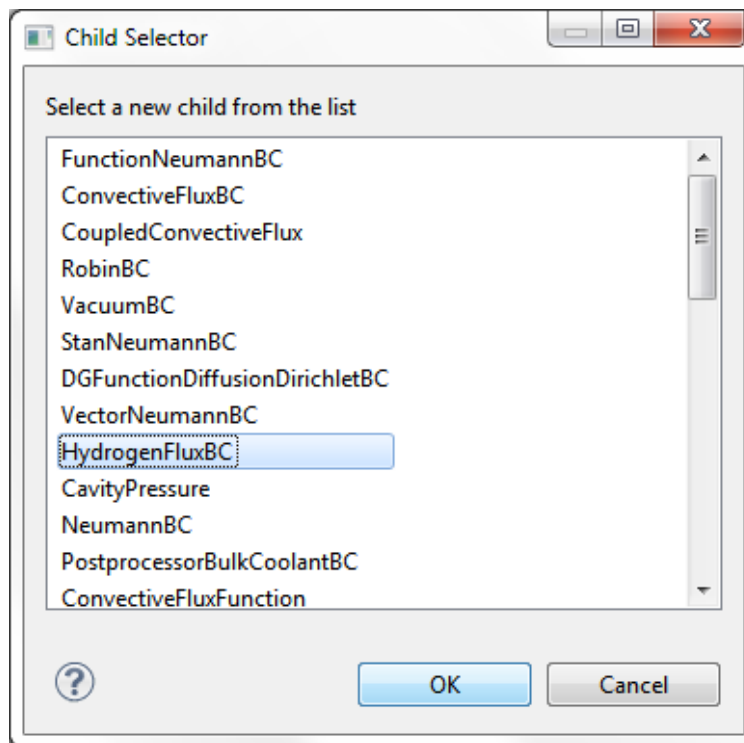 Child Selector
Select a new child from the list
FunctionNeumannBC
ConvectiveFluxBC
CoupledConvectiveFlux
RobinBC
VacuumBC
StanNeumannBC
DGFunctionDiffusionDirichletBC
VectorNeumannBC
HydrogenFluxBC
CavityPressure
NeumannBC
PostprocessorBulkCoolantBC
ConvectiveFluxFunction
? OK Cancel